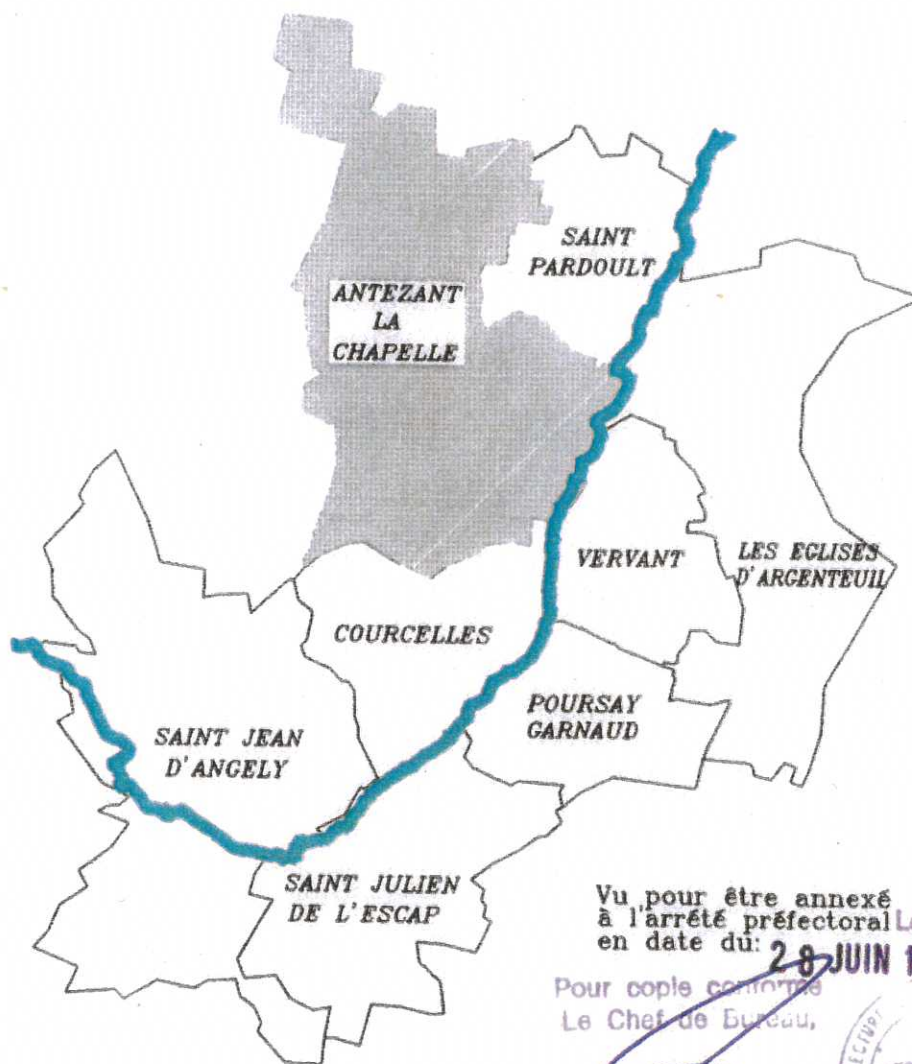 SAINT
PARDOULT
ANTEZANT
LA
CHAPELLE
VERVANT
LES EGLISES
D'ARGENTEUIL
COURCELLES
POURSAY
GARNAUD
SAINT JEAN
D'ANGELY
SAINT JULIEN
DE L'ESCAP
Vu pour être annexé
à l'arrêté préfectoral
en date du: 28 JUIN 1
Pour copie conforme
Le Chef de Bureau,